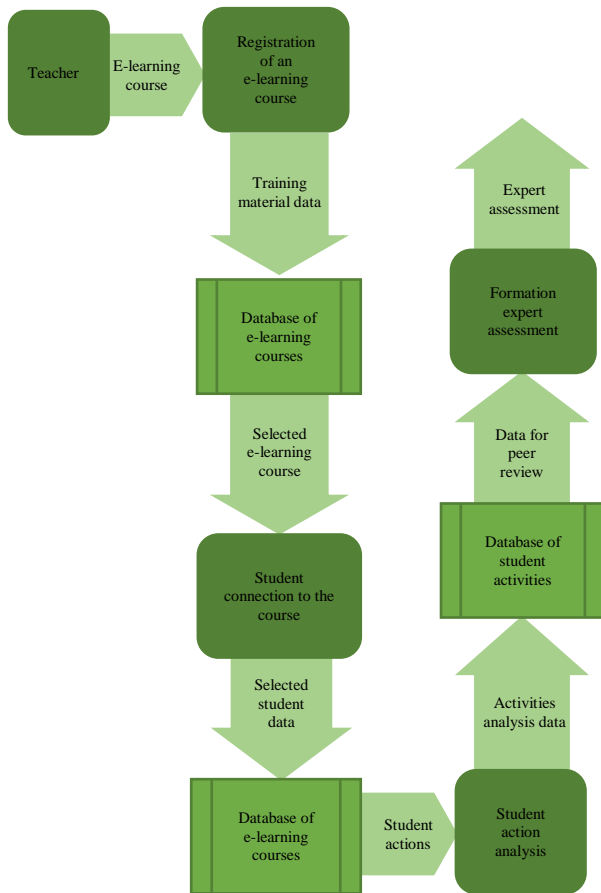 Teacher
E-learning
course
Registration
of an
e-learning
course
Training
material data
Database of
e-learning
courses
Selected
e-learning
course
Student
connection to the
course
Selected
student
data
Database of
e-learning
courses
Student
actions
Student
action
analysis
Activities
analysis data
Database of
student
activities
Data for
peer
review
Formation
expert
assessment
Expert
assessment